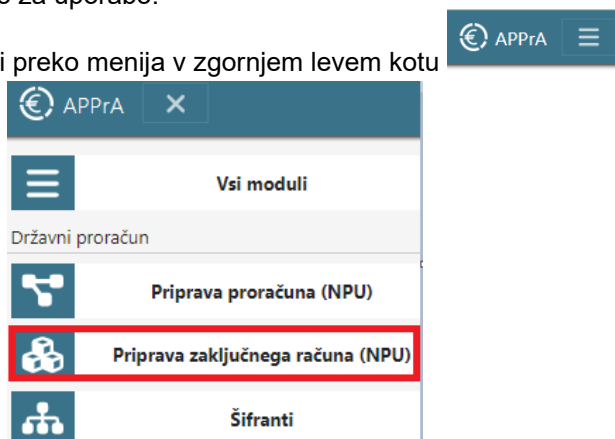 za uporabo.
APPrA
i preko menija v zgornjem levem kotu
APPrA
Vsi moduli
Državni proračun
Priprava proračuna (NPU)
Priprava zaključnega računa (NPU)
Šifranti